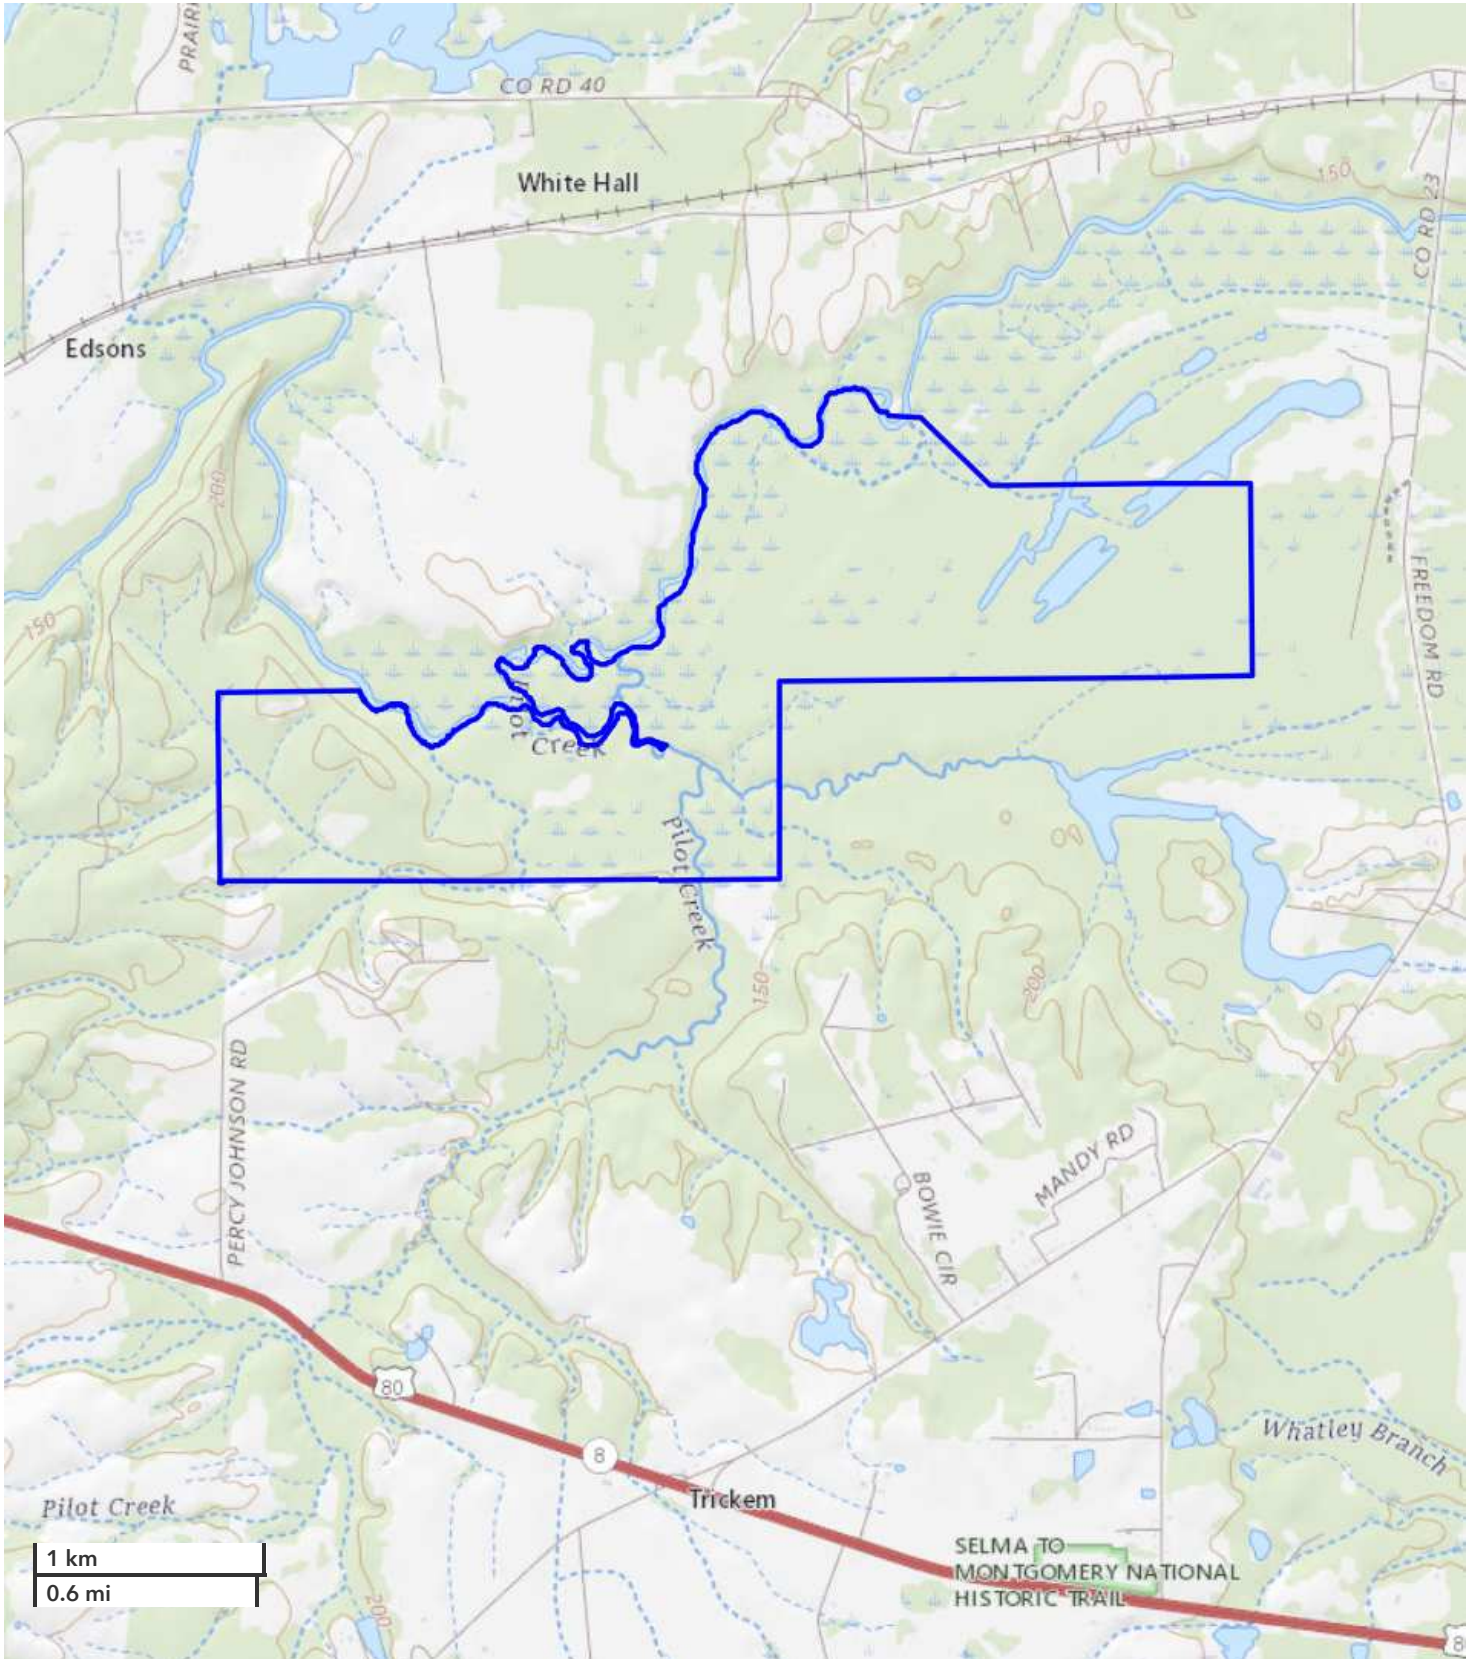 PRAIRI
CO RD 40
White Hall
150
CO RD 23
Edsons
200
FREEDOM RD
150
Pilot Creek
Pilot Creek
150
200
PERCY JOHNSON RD
MANDY RD
BOWIE CIR
80
8
Whatley Branch
Trickem
Pilot Creek
SELMA TO
MONTGOMERY NATIONAL
HISTORIC TRAIL
1 km
0.6 mi
200
8